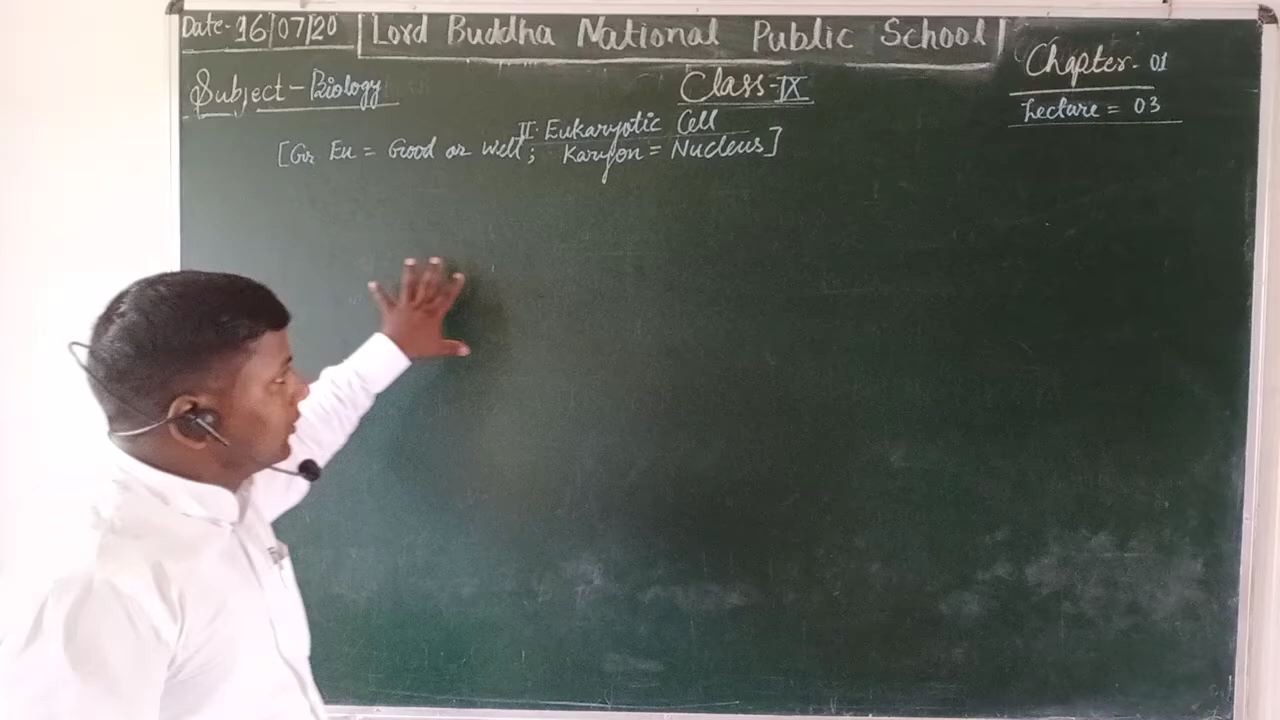 Date-16/07/20 Lord Buddha National Public School
Chapter-01
Subject-Biology Class-IX
Lecture = 03
II. Eukaryotic Cell
[Gr Eu = Good or Well; Karyon = Nucleus]